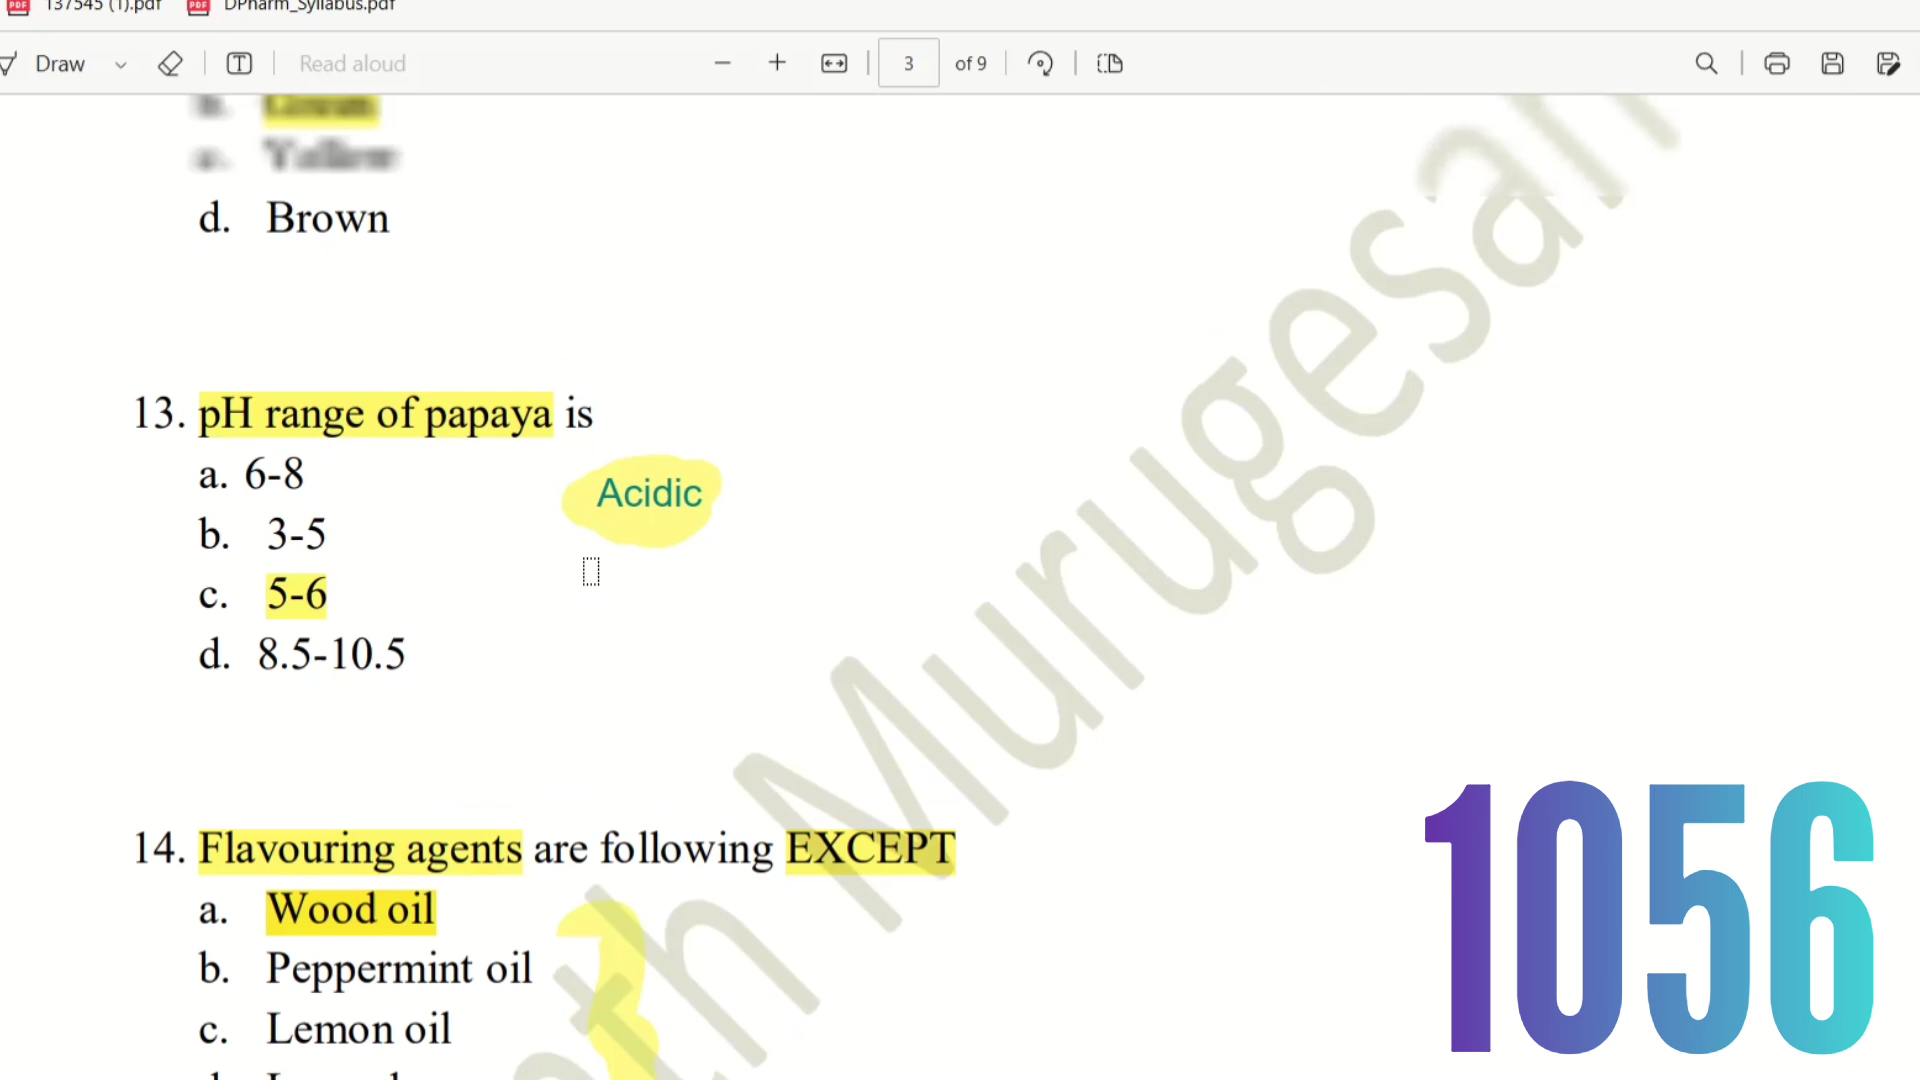 137545 (1).pdf DPharm_Syllabus.pdf
Draw Read aloud 3 of 9
c. Yellow
d. Brown
13. pH range of papaya is
a. 6-8
Acidic
b. 3-5
c. 5-6
d. 8.5-10.5
14. Flavouring agents are following EXCEPT
a. Wood oil
b. Peppermint oil
c. Lemon oil
Murugesan
1056